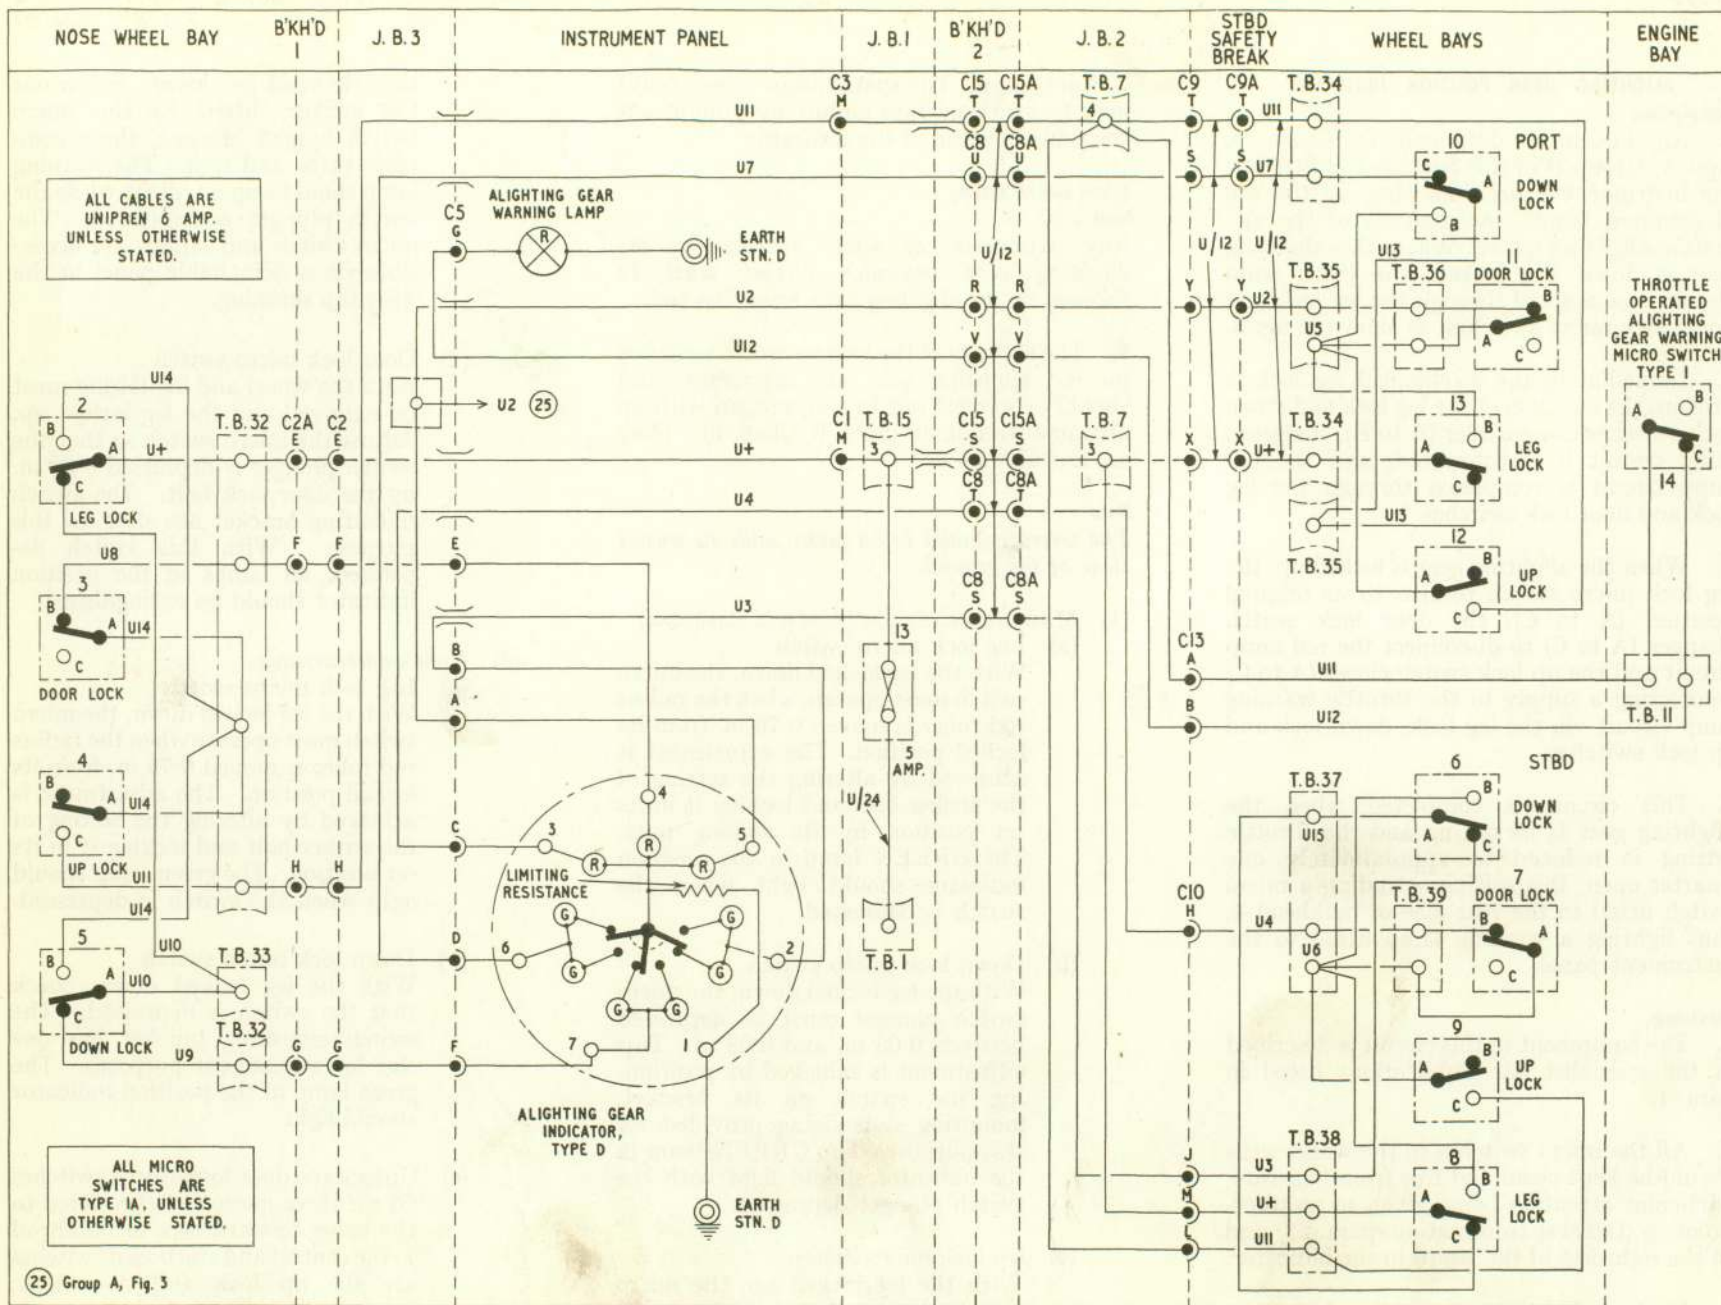 NOSE WHEEL BAY
B'KH'D 1
J. B. 3
INSTRUMENT PANEL
J. B. 1
B'KH'D 2
J. B. 2
STBD SAFETY BREAK
WHEEL BAYS
ENGINE BAY
ALL CABLES ARE
UNIPREN 6 AMP.
UNLESS OTHERWISE
STATED.
C3 M
C15 T
C15A T
T.B.7
4
C9 T
C9A T
T.B.34
U11
U11
C8 U
C8A U
U7
S
S
U7
10
PORT
C
A
B
DOWN
LOCK
C5 G
ALIGHTING GEAR
WARNING LAMP
R
EARTH
STN. D
U/12
U/12
U/12
U13
T.B.35
T.B.36
11
DOOR LOCK
B
A
C
U5
U2
R
R
Y
Y
U2
U12
V
V
U2 (25)
THROTTLE
OPERATED
ALIGHTING
GEAR WARNING
MICRO SWITCH
TYPE 1
B
A
C
14
U14
2
B
A
C
LEG LOCK
T.B.32
C2A E
C2 E
U+
U+
C1 M
T.B.15
3
C15 S
C15A S
T.B.7
3
X
X
U+
T.B.34
13
B
A
C
LEG
LOCK
U13
T.B.35
U4
C8 T
C8A T
U8
F
F
E
3
B
A
C
DOOR LOCK
U14
12
B
A
C
UP
LOCK
U3
C8 S
C8A S
B
A
13
5
AMP.
U/24
T.B.1
C13 A
U11
B
U12
T.B.11
4
B
A
C
UP LOCK
U14
U11
H
H
C
LIMITING
RESISTANCE
4
3
5
R
R
R
G
G
G
G
G
G
6
2
7
1
T.B.37
U15
6
STBD
B
A
C
DOWN
LOCK
C10 H
U4
U6
T.B.39
7
DOOR LOCK
B
A
C
U14
5
B
A
C
DOWN LOCK
U10
U10
T.B.33
D
T.B.32
U9
G
G
F
9
B
A
C
UP
LOCK
ALIGHTING GEAR
INDICATOR,
TYPE D
EARTH
STN. D
T.B.38
J
U3
M
U+
L
U11
8
B
A
C
LEG
LOCK
ALL MICRO
SWITCHES ARE
TYPE 1A, UNLESS
OTHERWISE STATED.
(25) Group A, Fig. 3